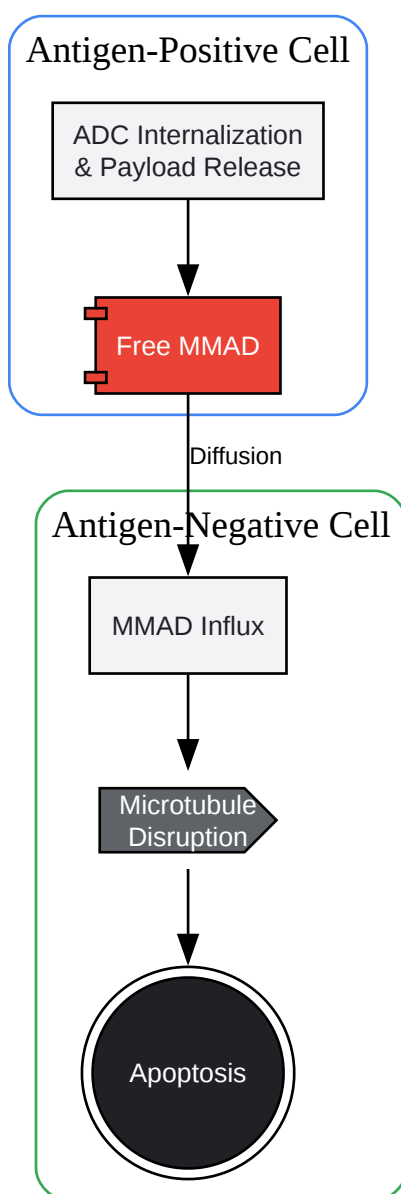 Antigen-Positive Cell
ADC Internalization
& Payload Release
Free MMAD
Diffusion
Antigen-Negative Cell
MMAD Influx
Microtubule
Disruption
Apoptosis